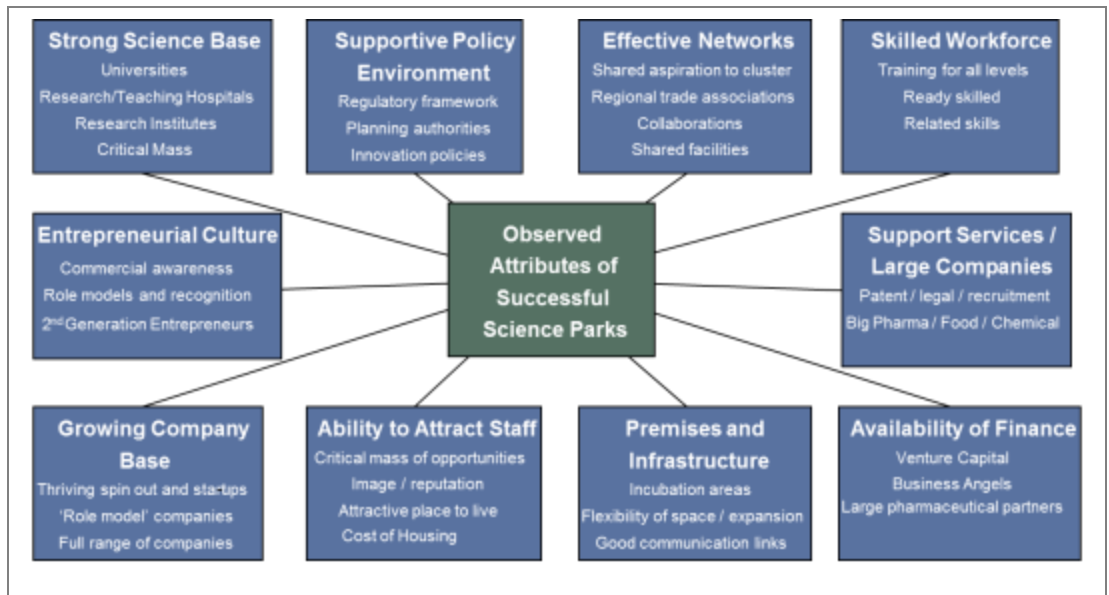 Strong Science Base
Universities
Research/Teaching Hospitals
Research Institutes
Critical Mass
Supportive Policy
Environment
Regulatory framework
Planning authorities
Innovation policies
Effective Networks
Shared aspiration to cluster
Regional trade associations
Collaborations
Shared facilities
Skilled Workforce
Training for all levels
Ready skilled
Related skills
Entrepreneurial Culture
Commercial awareness
Role models and recognition
2nd Generation Entrepreneurs
Observed
Attributes of
Successful
Science Parks
Support Services /
Large Companies
Patent / legal / recruitment
Big Pharma / Food / Chemical
Growing Company
Base
Thriving spin out and startups
'Role model' companies
Full range of companies
Ability to Attract Staff
Critical mass of opportunities
Image / reputation
Attractive place to live
Cost of Housing
Premises and
Infrastructure
Incubation areas
Flexibility of space / expansion
Good communication links
Availability of Finance
Venture Capital
Business Angels
Large pharmaceutical partners